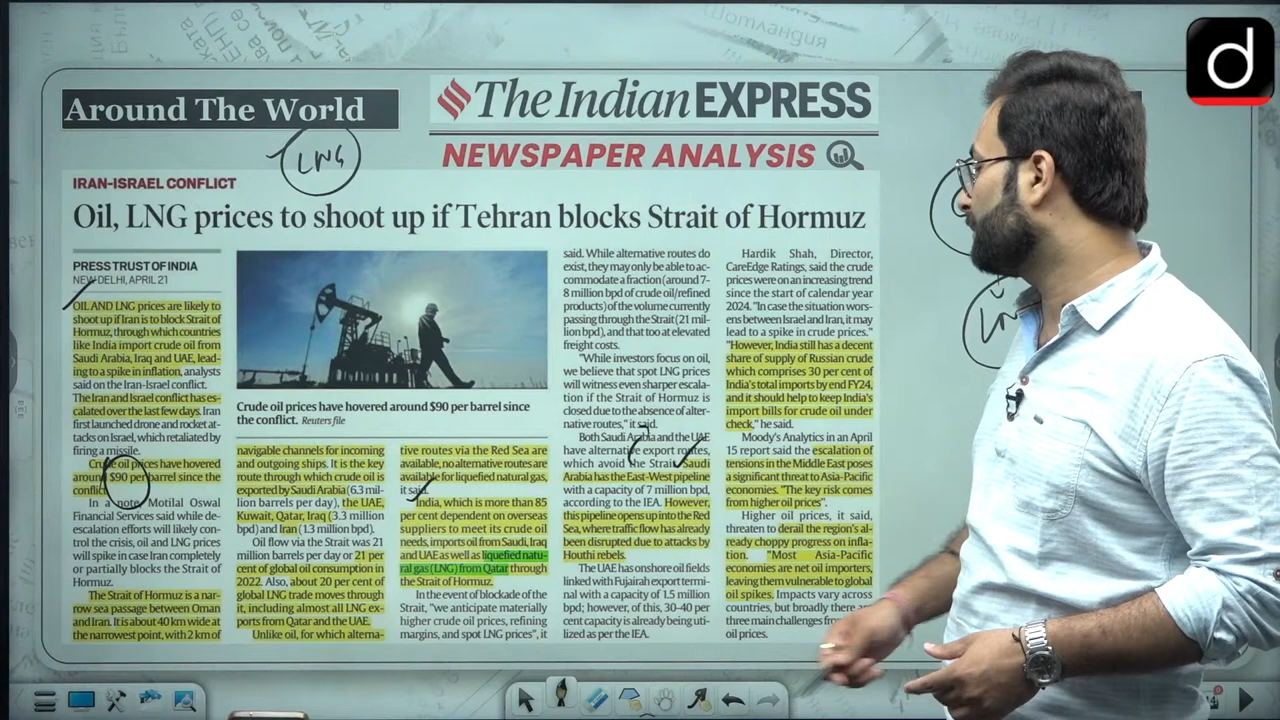 d
Around The World
The Indian EXPRESS
NEWSPAPER ANALYSIS
LNG
IRAN-ISRAEL CONFLICT
Oil, LNG prices to shoot up if Tehran blocks Strait of Hormuz
PRESS TRUST OF INDIA
NEW DELHI, APRIL 21
OIL AND LNG prices are likely to
shoot up if Iran is to block Strait of
Hormuz, through which countries
like India import crude oil from
Saudi Arabia, Iraq and UAE, lead-
ing to a spike in inflation, analysts
said on the Iran-Israel conflict.
The Iran and Israel conflict has es-
calated over the last few days. Iran
first launched drone and rocket at-
tacks on Israel, which retaliated by
firing a missile.
Crude oil prices have hovered
around $90 per barrel since the
conflict.
In a note, Motilal Oswal
Financial Services said while de-
escalation efforts will likely con-
trol the crisis, oil and LNG prices
will spike in case Iran completely
or partially blocks the Strait of
Hormuz.
The Strait of Hormuz is a nar-
row sea passage between Oman
and Iran. It is about 40 km wide at
the narrowest point, with 2 km of
Crude oil prices have hovered around $90 per barrel since
the conflict. Reuters file
navigable channels for incoming
and outgoing ships. It is the key
route through which crude oil is
exported by Saudi Arabia (6.3 mil-
lion barrels per day), the UAE,
Kuwait, Qatar, Iraq (3.3 million
bpd) and Iran (1.3 million bpd).
Oil flow via the Strait was 21
million barrels per day or 21 per
cent of global oil consumption in
2022. Also, about 20 per cent of
global LNG trade moves through
it, including almost all LNG ex-
ports from Qatar and the UAE.
Unlike oil, for which alterna-
tive routes via the Red Sea are
available, no alternative routes are
available for liquefied natural gas,
it said.
India, which is more than 85
per cent dependent on overseas
suppliers to meet its crude oil
needs, imports oil from Saudi, Iraq
and UAE as well as liquefied natu-
ral gas (LNG) from Qatar through
the Strait of Hormuz.
In the event of blockade of the
Strait, "we anticipate materially
higher crude oil prices, refining
margins, and spot LNG prices", it
said. While alternative routes do
exist, they may only be able to ac-
commodate a fraction (around 7-
8 million bpd of crude oil/refined
products) of the volume currently
passing through the Strait (21 mil-
lion bpd), and that too at elevated
freight costs.
"While investors focus on oil,
we believe that spot LNG prices
will witness even sharper escala-
tion if the Strait of Hormuz is
closed due to the absence of alter-
native routes," it said.
Both Saudi Arabia and the UAE
have alternative export routes,
which avoid the Strait. Saudi
Arabia has the East-West pipeline
with a capacity of 7 million bpd,
according to the IEA. However,
this pipeline opens up into the Red
Sea, where traffic flow has already
been disrupted due to attacks by
Houthi rebels.
The UAE has onshore oil fields
linked with Fujairah export termi-
nal with a capacity of 1.5 million
bpd; however, of this, 30-40 per
cent capacity is already being uti-
lized as per the IEA.
Hardik Shah, Director,
CareEdge Ratings, said the crude
prices were on an increasing trend
since the start of calendar year
2024. "In case the situation wors-
ens between Israel and Iran, it may
lead to a spike in crude prices."
"However, India still has a decent
share of supply of Russian crude
which comprises 30 per cent of
India's total imports by end FY24,
and it should help to keep India's
import bills for crude oil under
check," he said.
Moody's Analytics in an April
15 report said the escalation of
tensions in the Middle East poses
a significant threat to Asia-Pacific
economies. "The key risk comes
from higher oil prices".
Higher oil prices, it said,
threaten to derail the region's al-
ready choppy progress on infla-
tion. "Most Asia-Pacific
economies are net oil importers,
leaving them vulnerable to global
oil spikes. Impacts vary across
countries, but broadly there are
three main challenges
oil prices.